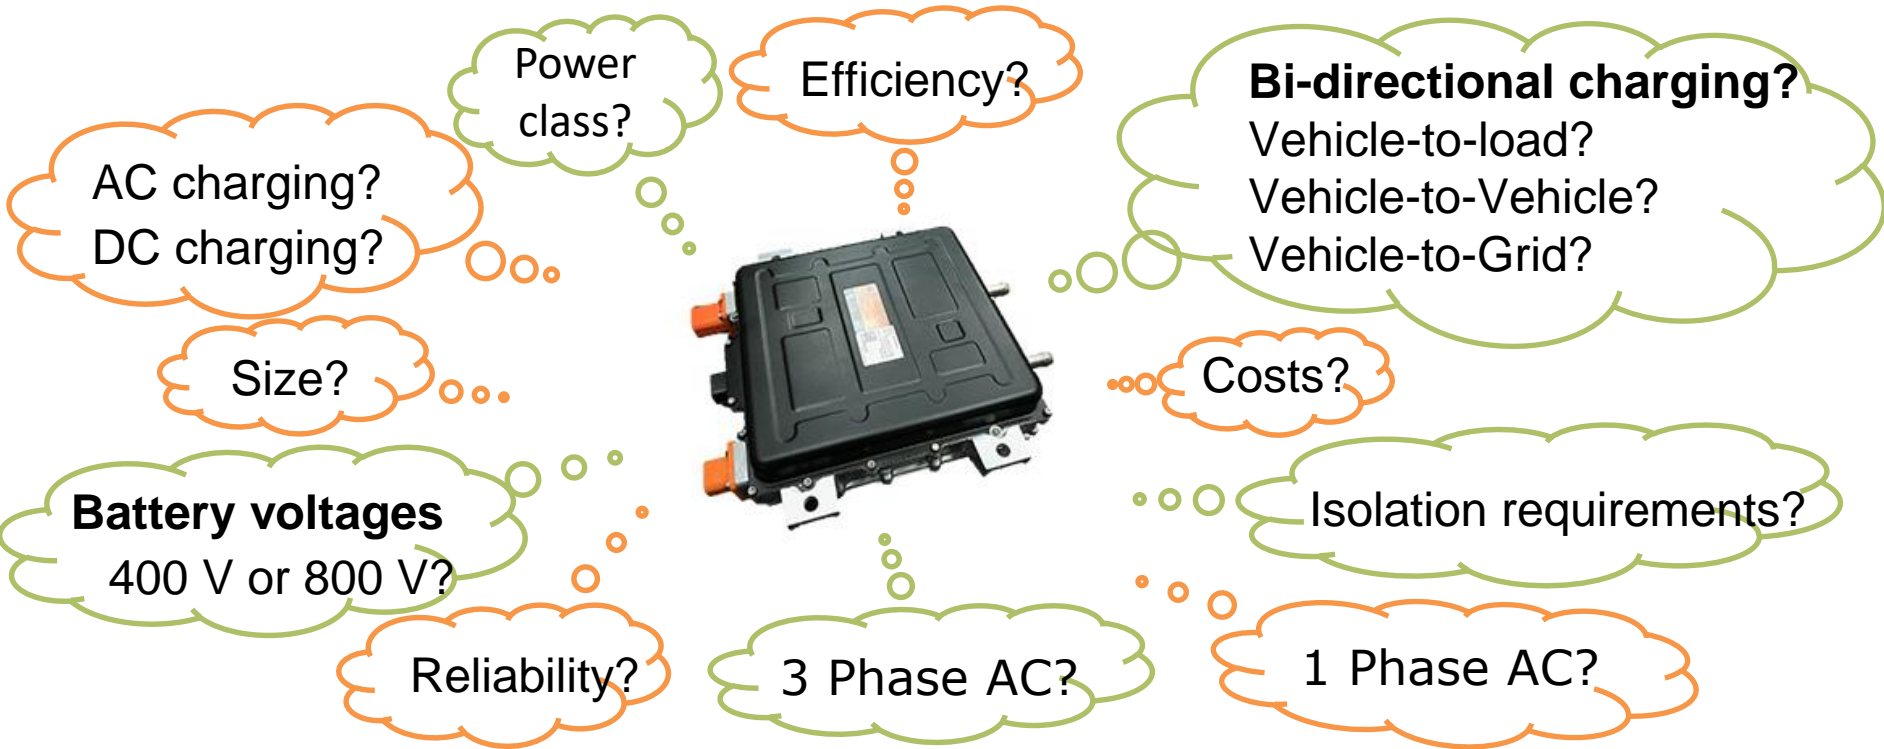 Power
class?
Efficiency?
Bi-directional charging?
Vehicle-to-load?
Vehicle-to-Vehicle?
Vehicle-to-Grid?
AC charging?
DC charging?
Size?
Costs?
Battery voltages
400 V or 800 V?
Isolation requirements?
Reliability?
3 Phase AC?
1 Phase AC?